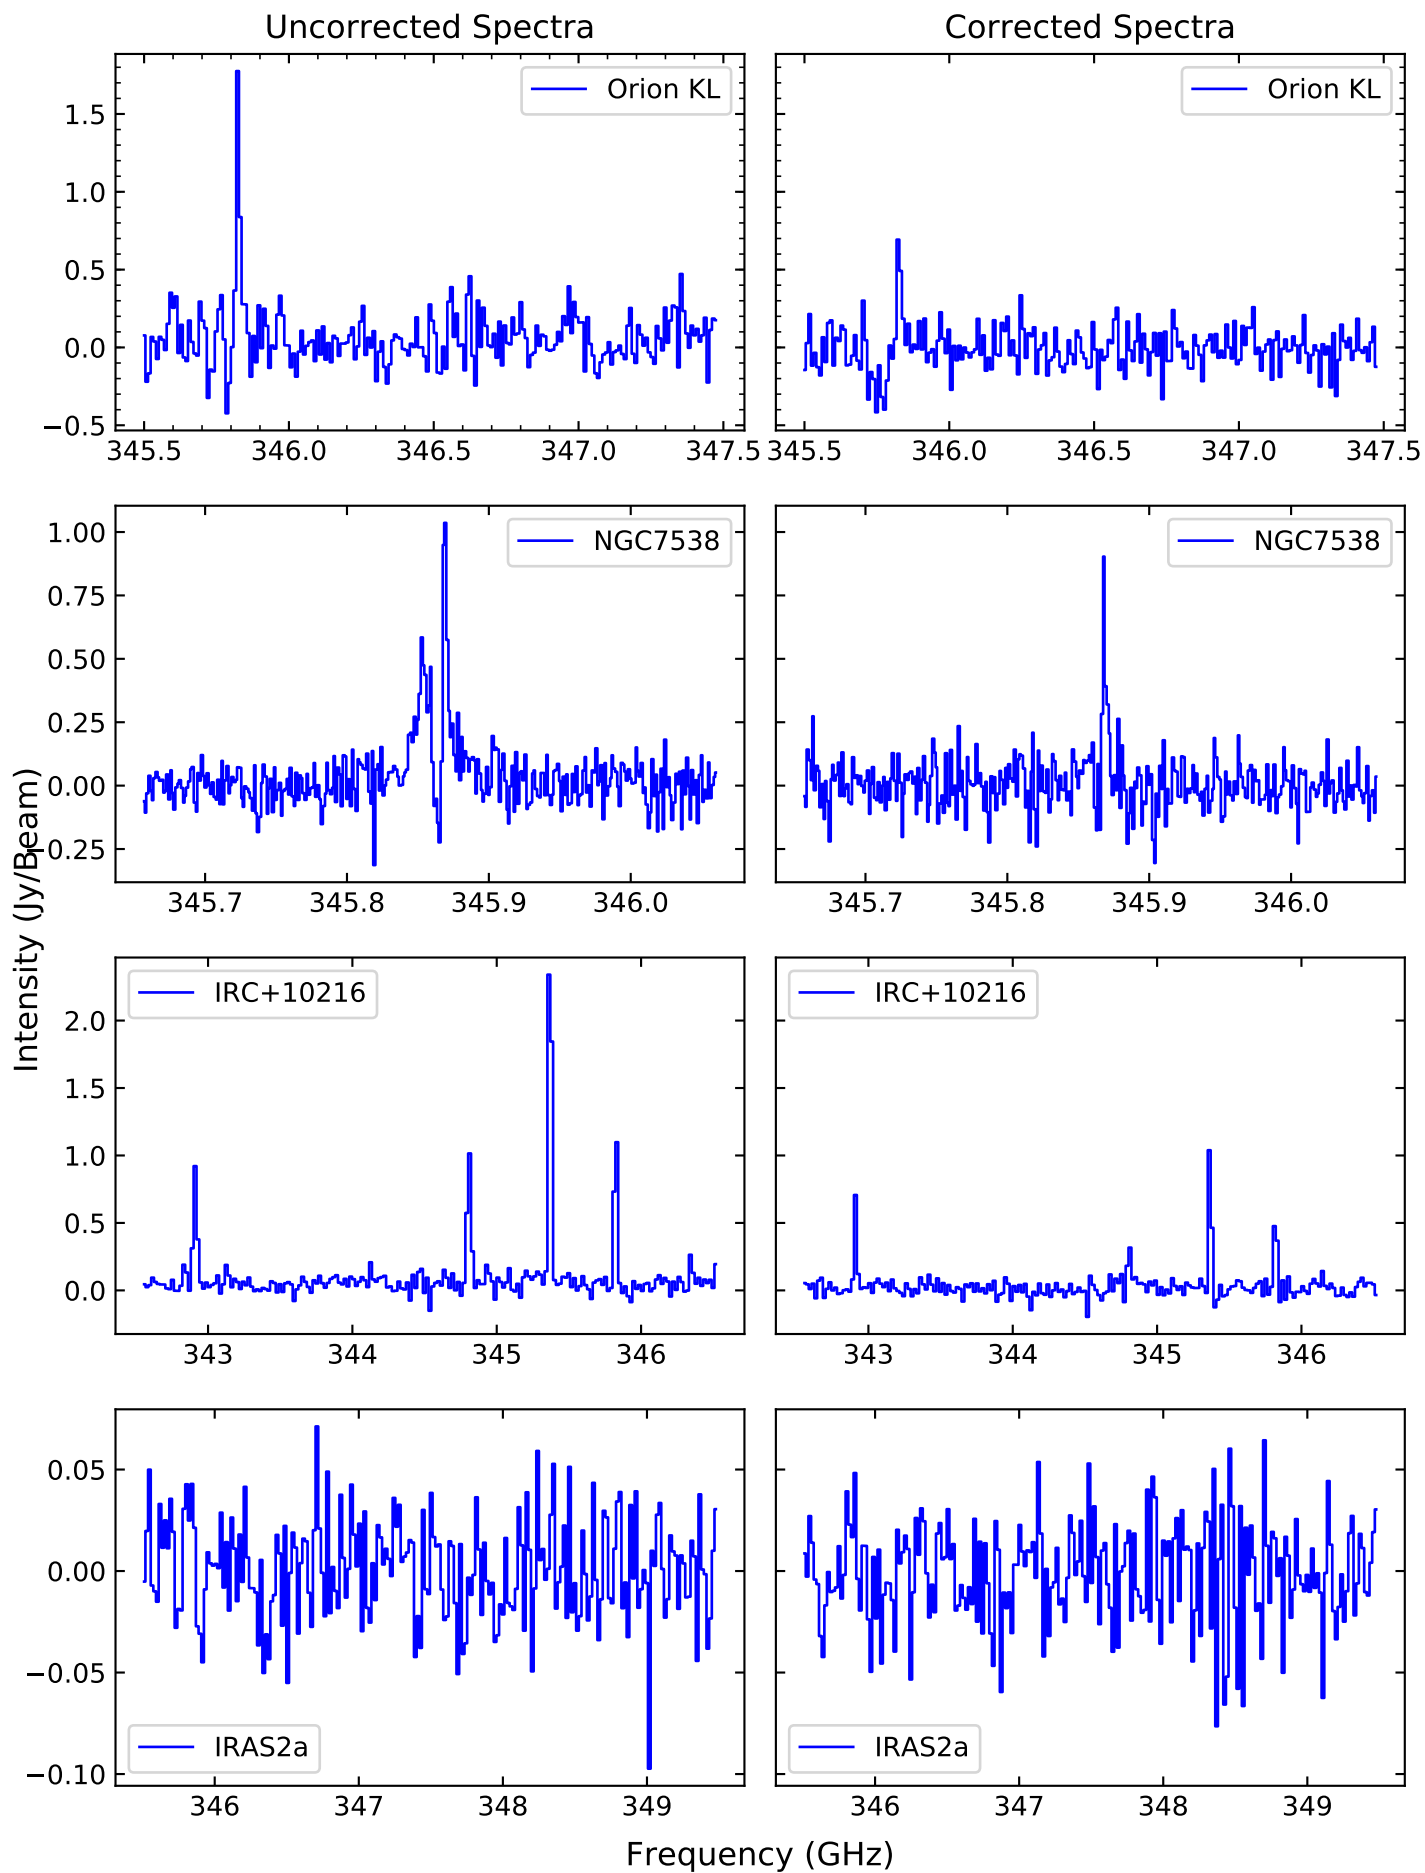 Uncorrected Spectra Corrected Spectra
Orion KL Orion KL
1.5
1.0
0.5
0.0
−0.5
345.5 346.0 346.5 347.0 347.5 345.5 346.0 346.5 347.0 347.5
NGC7538 NGC7538
1.00
0.75
0.50
0.25
0.00
−0.25
345.7 345.8 345.9 346.0 345.7 345.8 345.9 346.0
Intensity (Jy/Beam)
IRC+10216 IRC+10216
2.0
1.5
1.0
0.5
0.0
343 344 345 346 343 344 345 346
0.05
0.00
−0.05
IRAS2a IRAS2a
−0.10
346 347 348 349 346 347 348 349
Frequency (GHz)